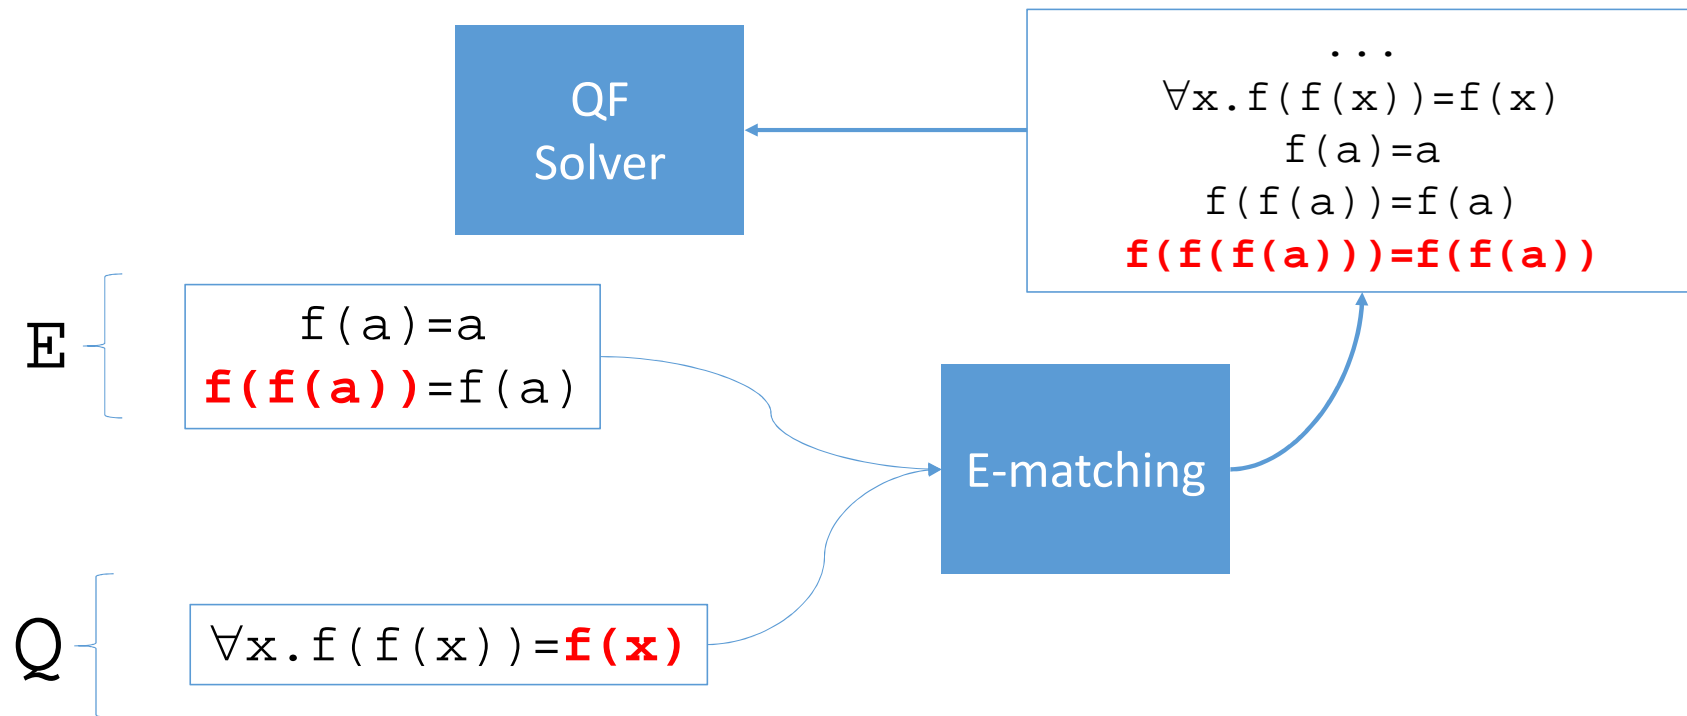 QF
Solver
...
∀x.f(f(x))=f(x)
f(a)=a
f(f(a))=f(a)
f(f(f(a)))=f(f(a))
E
f(a)=a
f(f(a))=f(a)
E-matching
Q
∀x.f(f(x))=f(x)